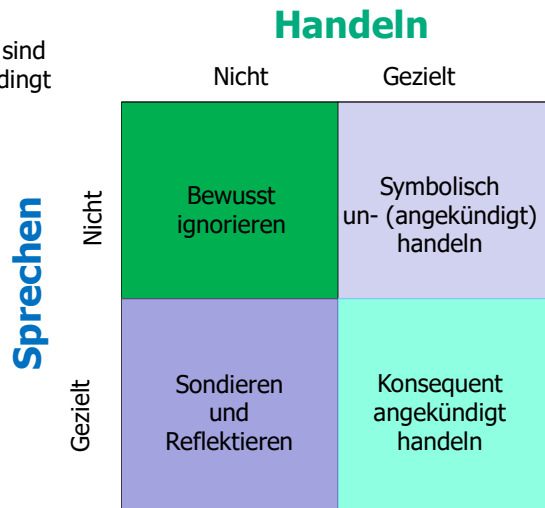 Handeln
sind
dingt
Nicht
Gezielt
Sprechen
Nicht
Bewusst
ignorieren
Symbolisch
un- (angekündigt)
handeln
Gezielt
Sondieren
und
Reflektieren
Konsequent
angekündigt
handeln